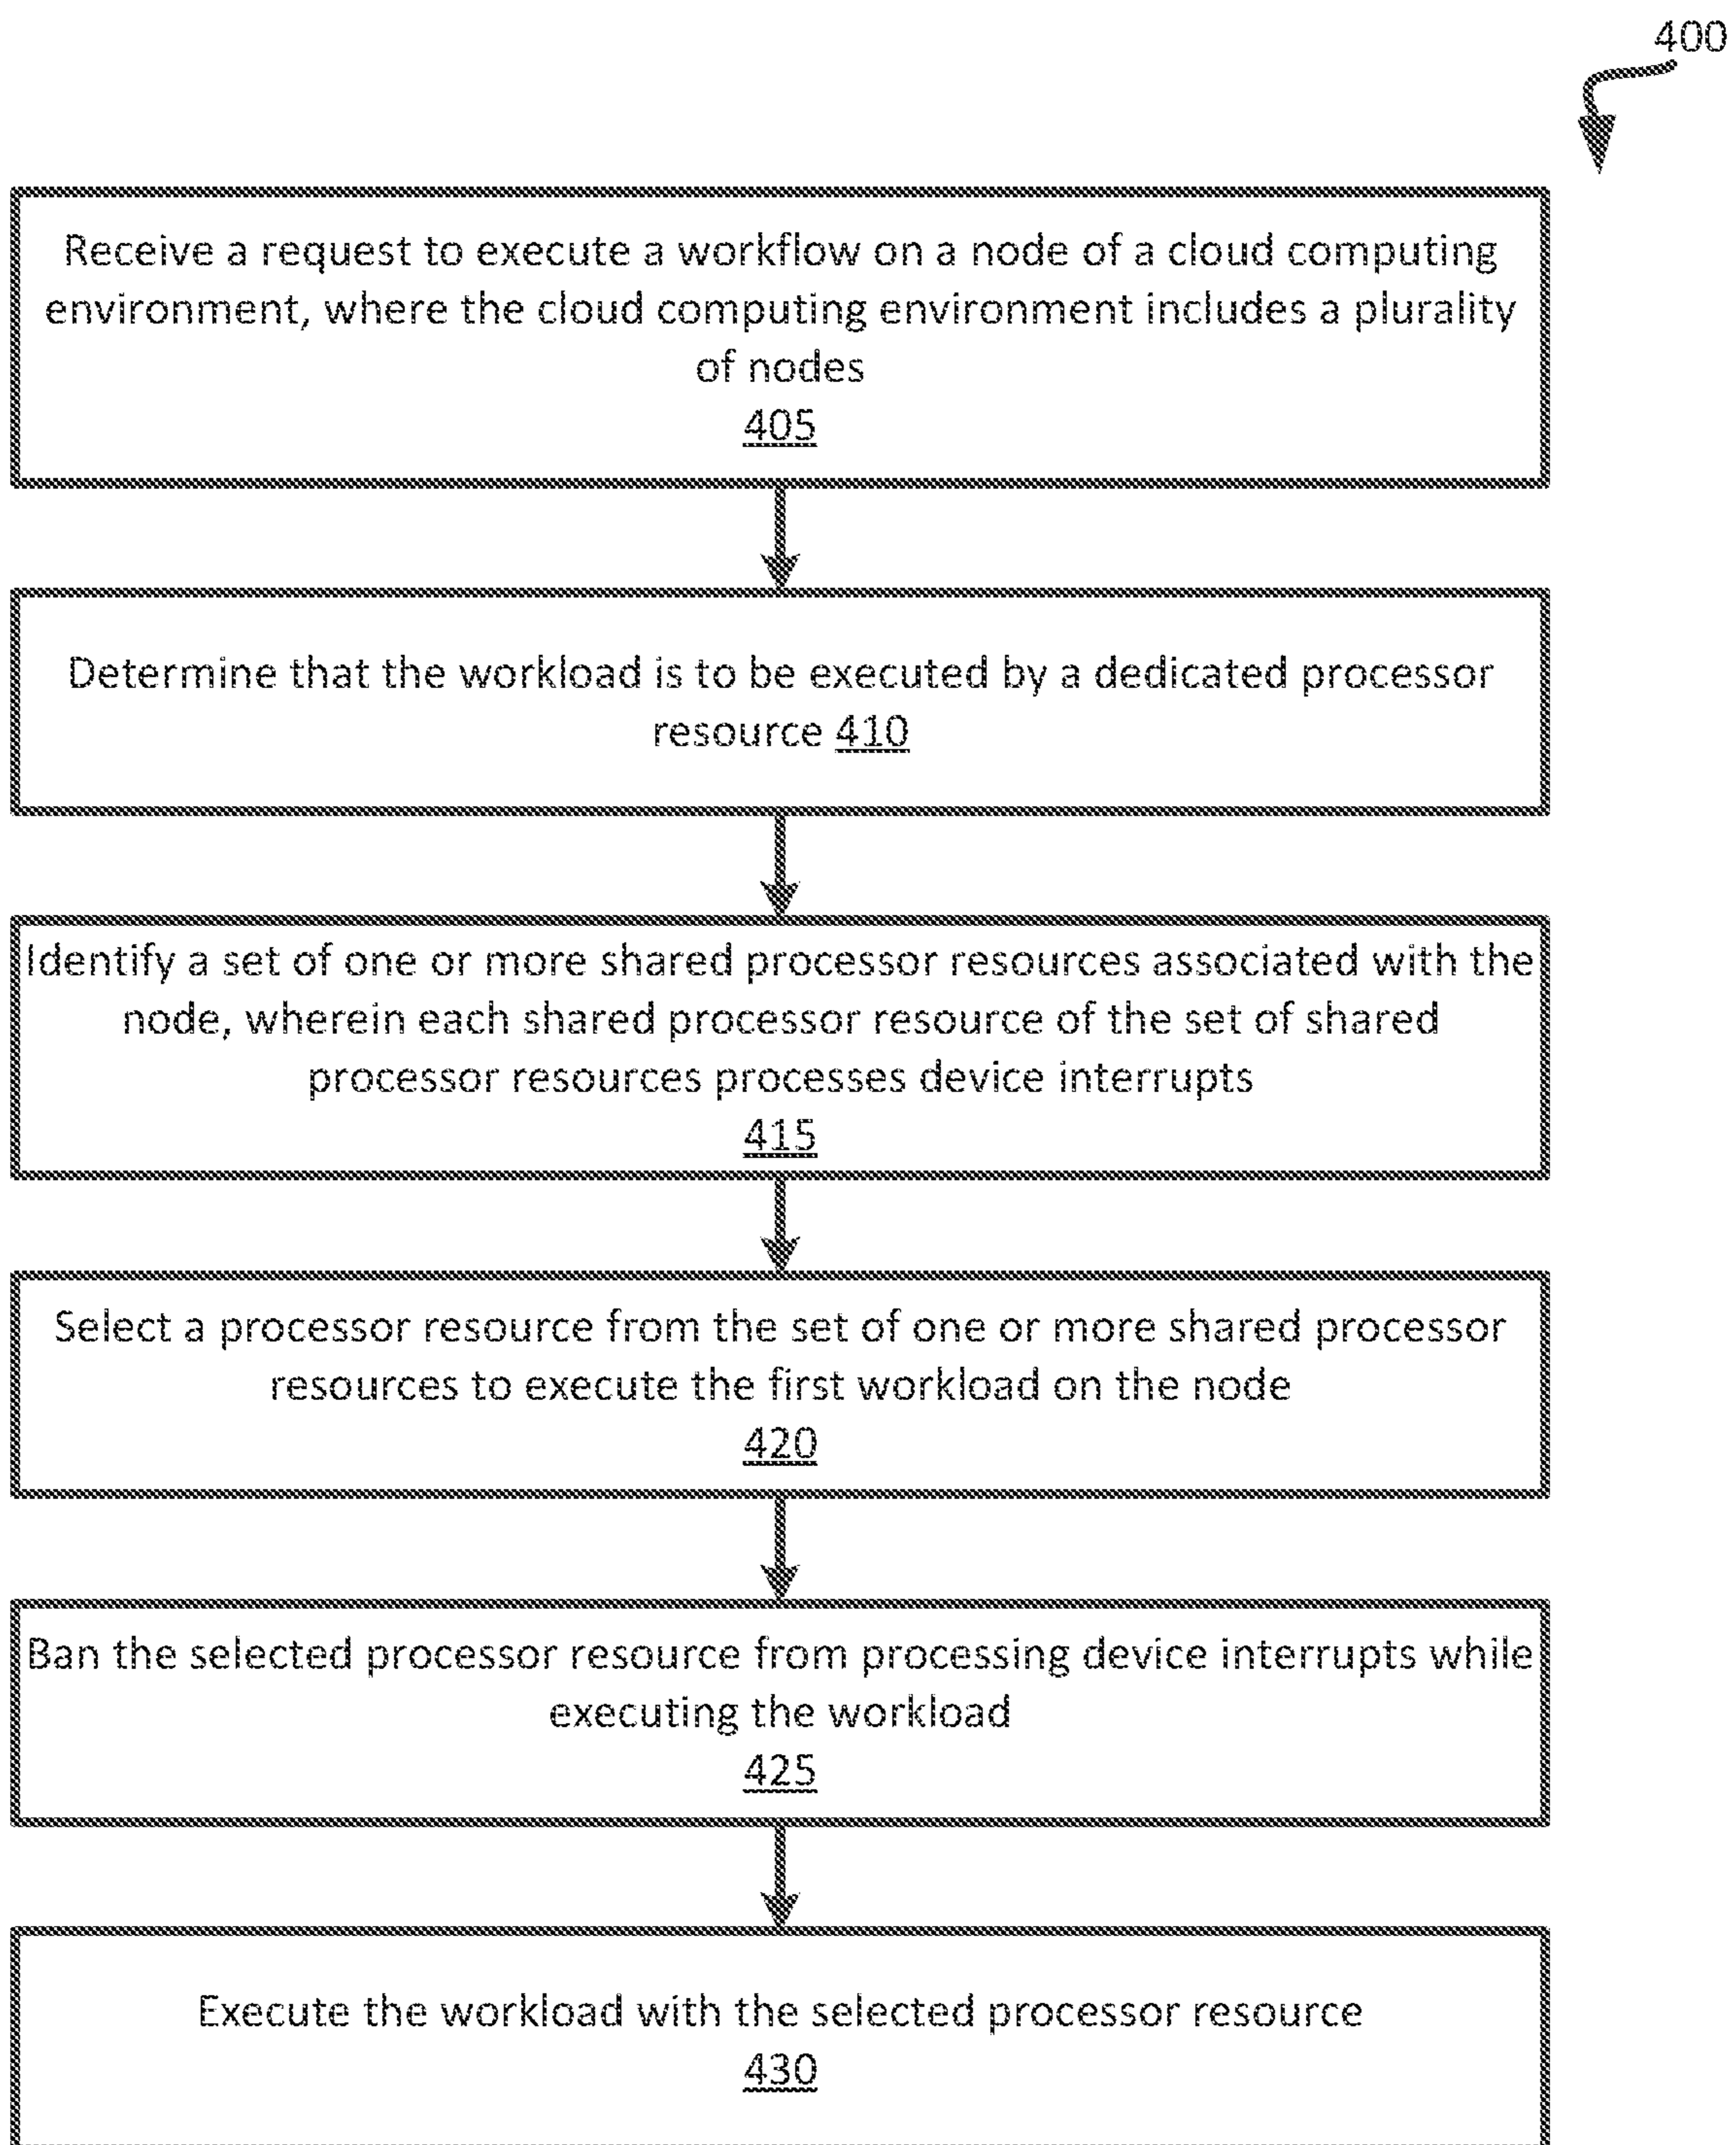 400
Receive a request to execute a workflow on a node of a cloud computing
environment, where the cloud computing environment includes a plurality
of nodes
405
Determine that the workload is to be executed by a dedicated processor
resource 410
Identify a set of one or more shared processor resources associated with the
node, wherein each shared processor resource of the set of shared
processor resources processes device interrupts
415
Select a processor resource from the set of one or more shared processor
resources to execute the first workload on the node
420
Ban the selected processor resource from processing device interrupts while
executing the workload
425
Execute the workload with the selected processor resource
430